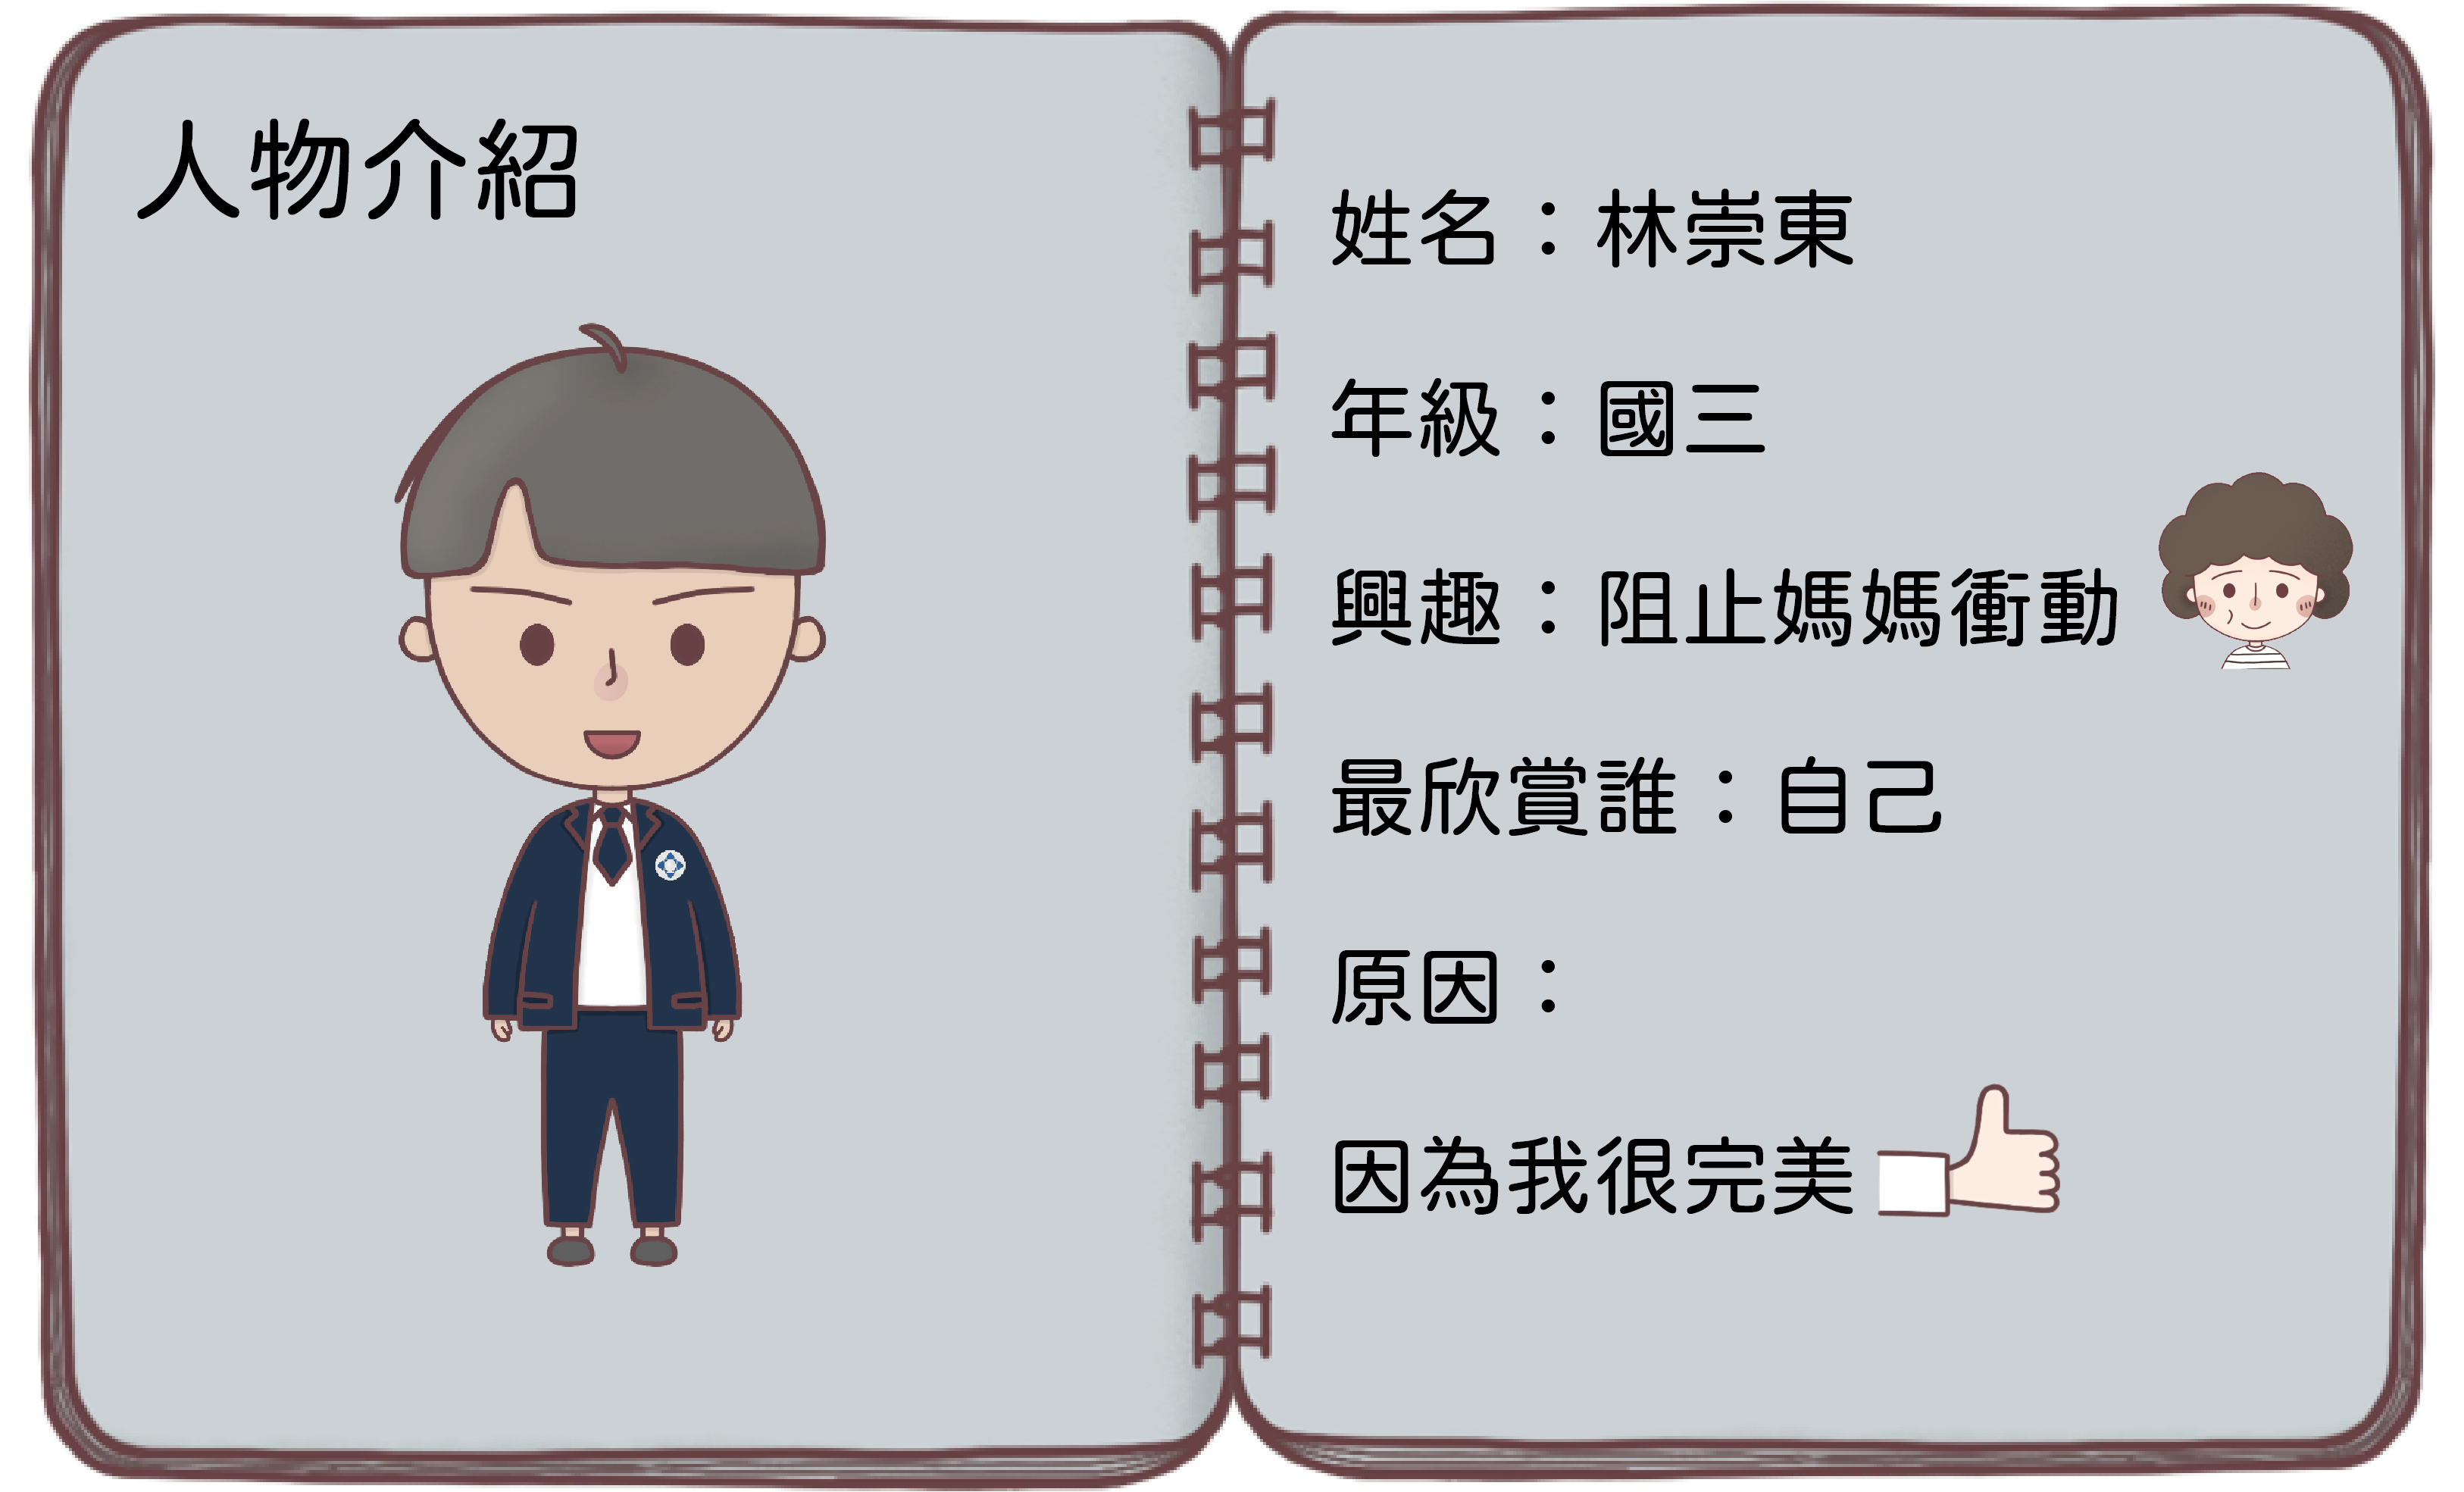 人物介紹
姓名：林崇東
年級：國三
興趣：阻止媽媽衝動
最欣賞誰：自己
原因：
因為我很完美